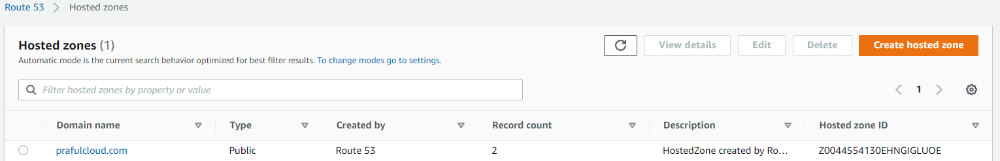 Route 53 > Hosted zones
Hosted zones (1)
View details Edit Delete Create hosted zone
Automatic mode is the current search behavior optimized for best filter results. To change modes go to settings.
Filter hosted zones by property or value
1
Domain name Type Created by Record count Description Hosted zone ID
prafulcloud.com Public Route 53 2 HostedZone created by Ro... Z0044554130EHNGIGLUOE